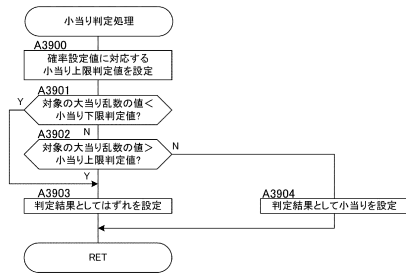 小当り判定処理
A3900
確率設定値に対応する
小当り上限判定値を設定
A3901
Y
対象の大当り乱数の値<
小当り下限判定値?
N
A3902
対象の大当り乱数の値>
小当り上限判定値?
N
Y
A3903
判定結果としてはずれを設定
A3904
判定結果として小当りを設定
RET